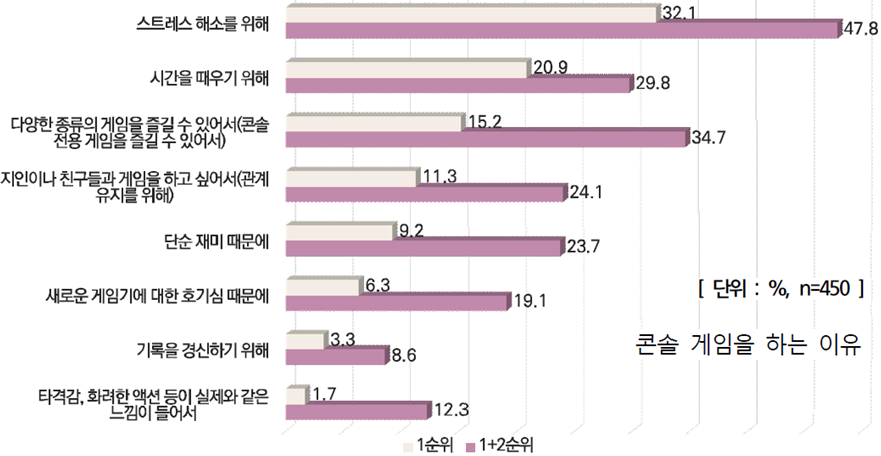 스트레스 해소를 위해
32.1
47.8
시간을 때우기 위해
20.9
29.8
다양한 종류의 게임을 즐길 수 있어서(콘솔
전용 게임을 즐길 수 있어서)
15.2
34.7
지인이나 친구들과 게임을 하고 싶어서(관계
유지를 위해)
11.3
24.1
단순 재미 때문에
9.2
23.7
새로운 게임기에 대한 호기심 때문에
6.3
19.1
[ 단위 : %, n=450 ]
콘솔 게임을 하는 이유
기록을 경신하기 위해
3.3
8.6
타격감, 화려한 액션 등이 실제와 같은
느낌이 들어서
1.7
12.3
1순위 1+2순위